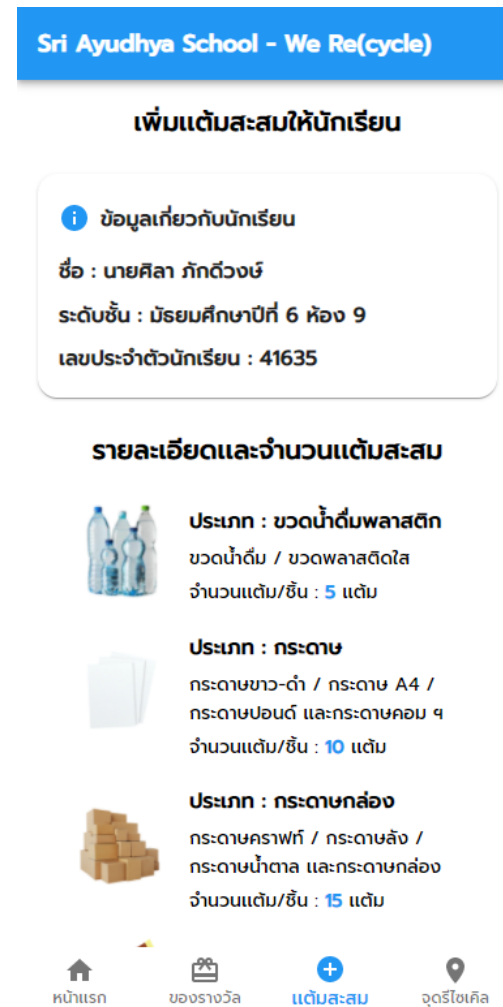 Sri Ayudhya School - We Re(cycle)
เพิ่มแต้มสะสมให้นักเรียน
ข้อมูลเกี่ยวกับนักเรียน
ชื่อ : นายศิลา ภักดีวงษ์
ระดับชั้น : มัธยมศึกษาปีที่ 6 ห้อง 9
เลขประจำตัวนักเรียน : 41635
รายละเอียดและจำนวนแต้มสะสม
ประเภท : ขวดน้ำดื่มพลาสติก
ขวดน้ำดื่ม / ขวดพลาสติดใส
จำนวนแต้ม/ชิ้น : 5 แต้ม
ประเภท : กระดาษ
กระดาษขาว-ดำ / กระดาษ A4 /
กระดาษปอนด์ และกระดาษคอม ฯ
จำนวนแต้ม/ชิ้น : 10 แต้ม
ประเภท : กระดาษกล่อง
กระดาษคราฟท์ / กระดาษลัง /
กระดาษน้ำตาล และกระดาษกล่อง
จำนวนแต้ม/ชิ้น : 15 แต้ม
หน้าแรก ของรางวัล แต้มสะสม จุดรีไซเคิล